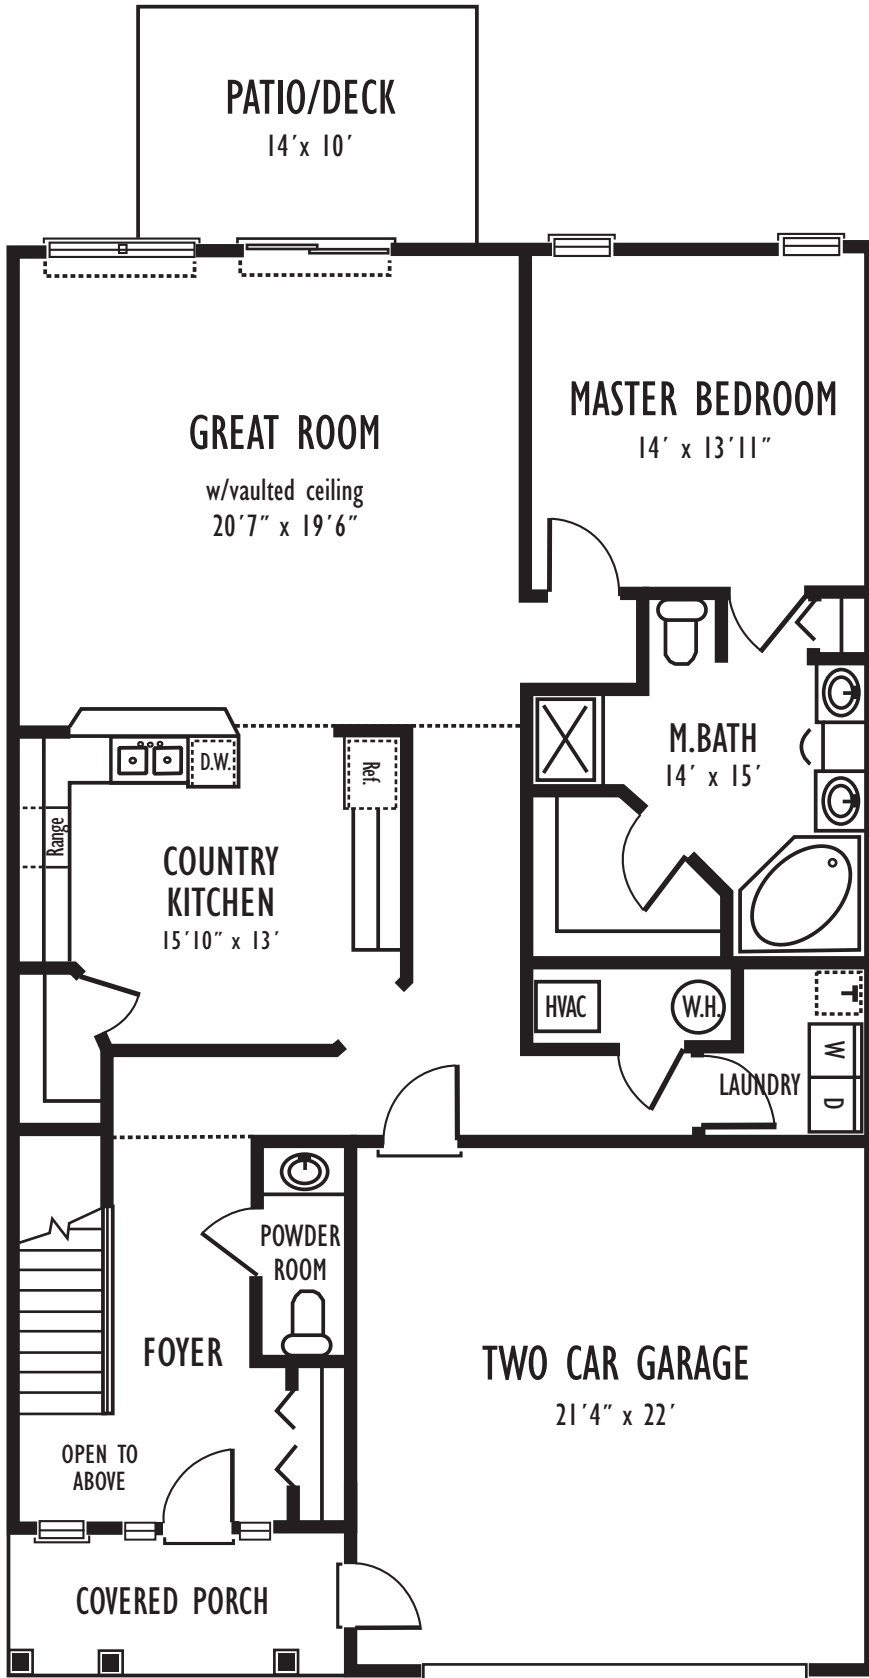 PATIO/DECK
14´x 10´
MASTER BEDROOM
14´ x 13´11˝
GREAT ROOM
w/vaulted ceiling
20´7˝ x 19´6˝
M.BATH
14´ x 15´
D.W.
Ref.
Range
COUNTRY
KITCHEN
15´10˝ x 13´
HVAC
W.H.
LAUNDRY
W
D
POWDER
ROOM
FOYER
TWO CAR GARAGE
21´4˝ x 22´
OPEN TO
ABOVE
COVERED PORCH